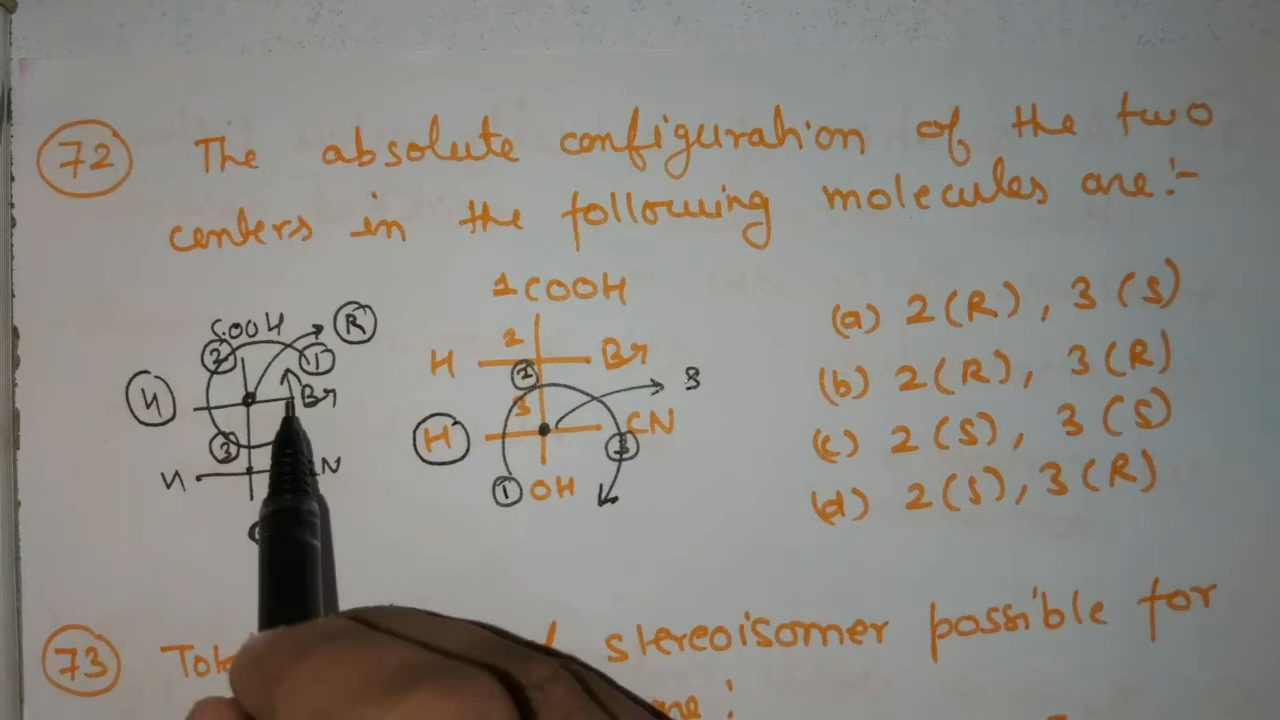 72 The absolute configuration of the two
centers in the following molecules are:-
1COOH
2
H Br
2
3
H CN
3
1 OH
S
COOH R
2 1
H Br
3
H N
(a) 2(R), 3(S)
(b) 2(R), 3(R)
(c) 2(S), 3(S)
(d) 2(S), 3(R)
73 stereoisomer possible for